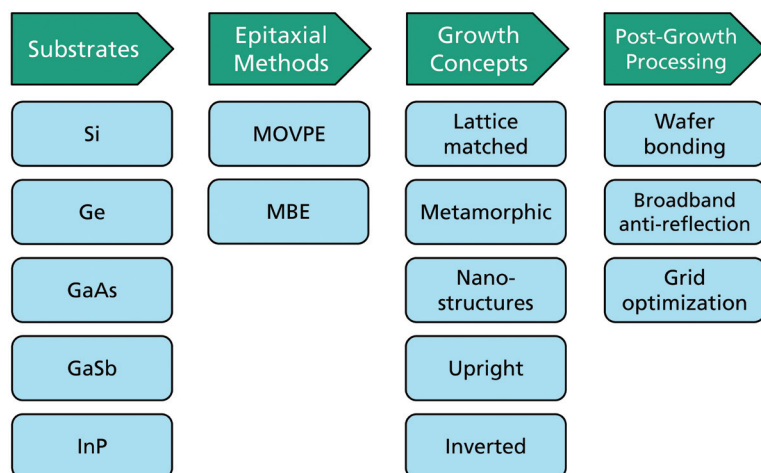 Substrates
Epitaxial
Methods
Growth
Concepts
Post-Growth
Processing
Si
MOVPE
Lattice
matched
Wafer
bonding
Ge
MBE
Metamorphic
Broadband
anti-reflection
GaAs
Nano-
structures
Grid
optimization
GaSb
Upright
InP
Inverted